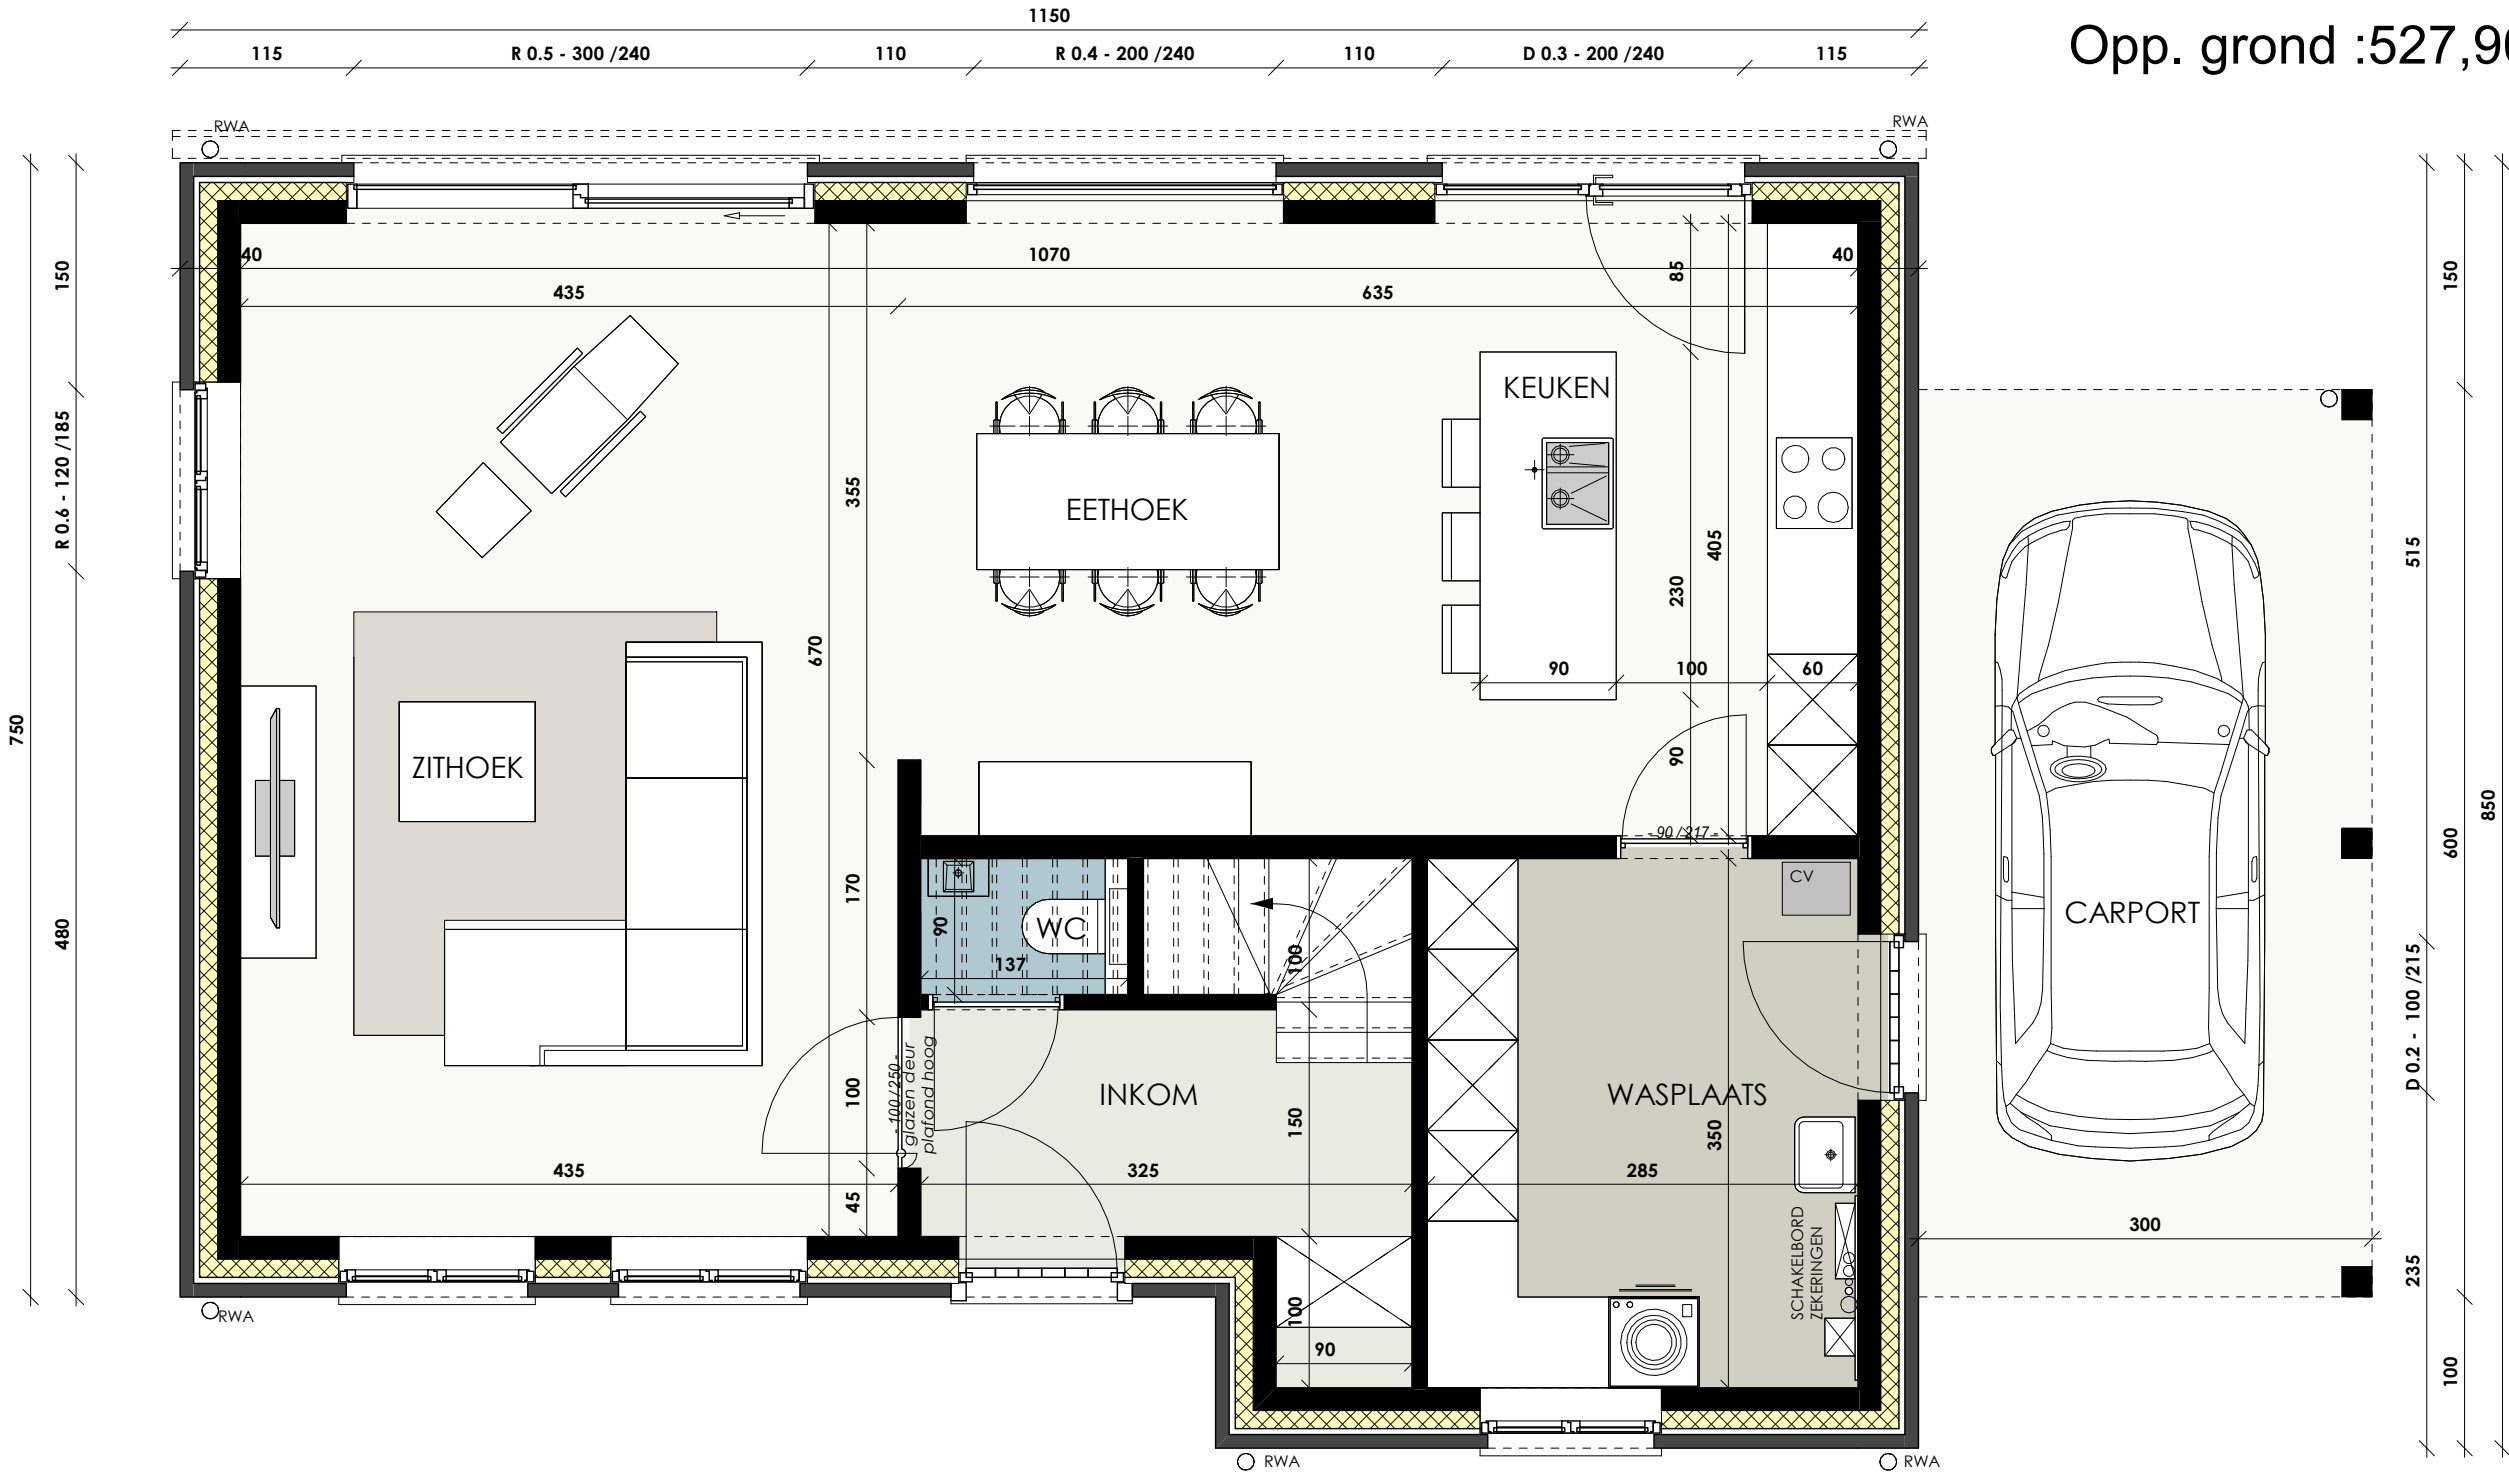 1150
Opp. grond :527,9
115 R 0.5 - 300 /240 110 R 0.4 - 200 /240 110 D 0.3 - 200 /240 115
RWA RWA
40 1070 40
435 635
85
150
150
R 0.6 - 120 /185
KEUKEN
355
EETHOEK
405
515
230
670
90 100 60
750
ZITHOEK
90
850
600
- 90 / 217 -
CV
170
480
90
WC
137
100
CARPORT
D 0.2 - 100 /215
- 100 / 250 -
glazen deur
plafond hoog
100
INKOM
WASPLAATS
150
350
435 325 285
45
SCHAKELBORD
ZEKERINGEN
300
235
RWA
100
90
100
RWA RWA